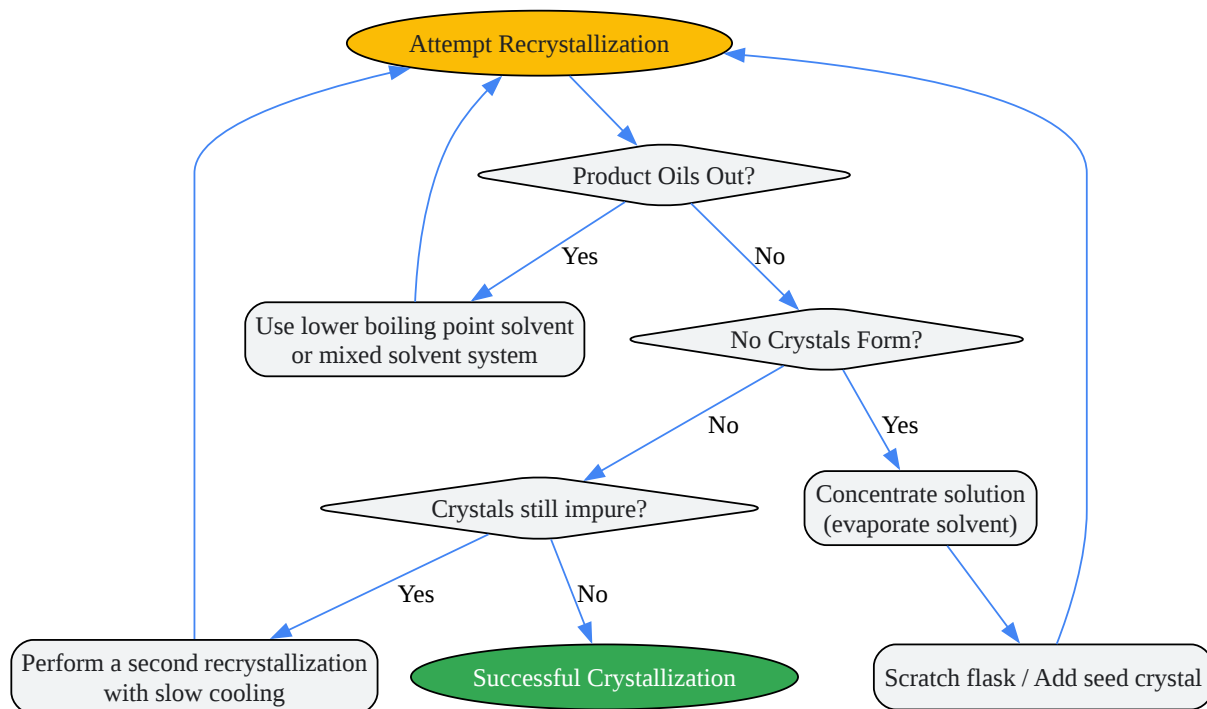 Attempt Recrystallization
Product Oils Out?
Yes
No
Use lower boiling point solvent
or mixed solvent system
No Crystals Form?
No
Yes
Concentrate solution
(evaporate solvent)
Crystals still impure?
Yes
No
Perform a second recrystallization
with slow cooling
Successful Crystallization
Scratch flask / Add seed crystal